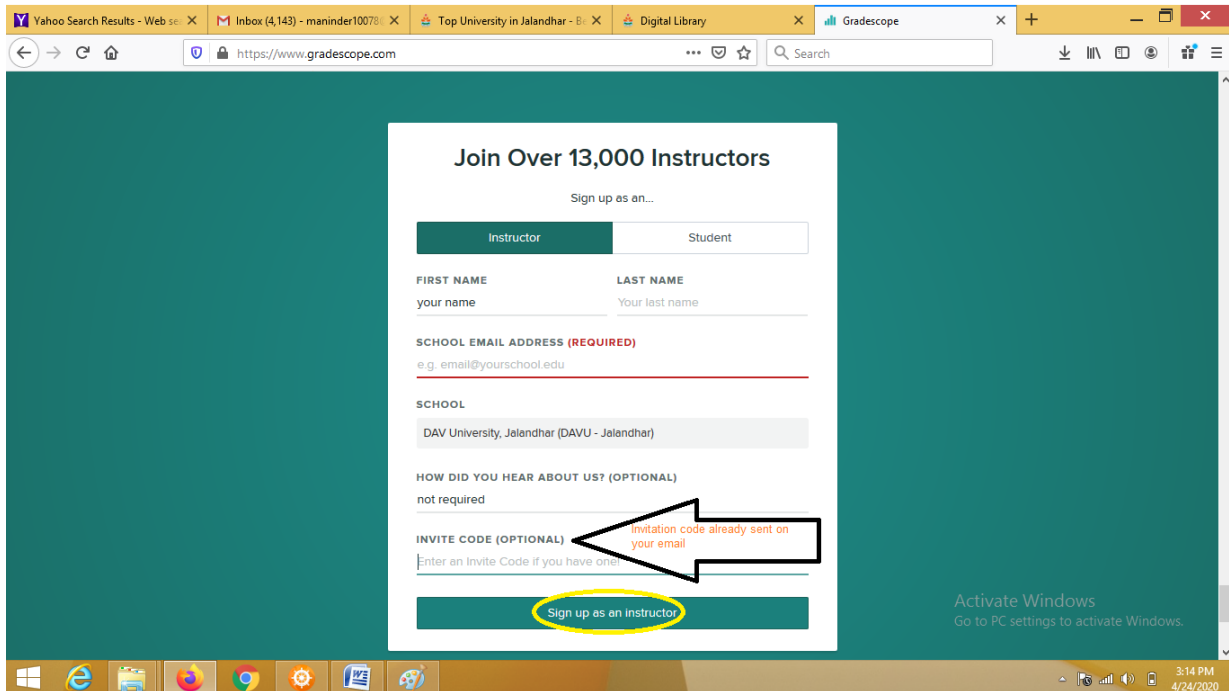 Yahoo Search Results - Web se
Inbox (4,143) - maninder10078
Top University in Jalandhar - Be
Digital Library
Gradescope
https://www.gradescope.com
Search
Join Over 13,000 Instructors
Sign up as an...
Instructor
Student
FIRST NAME
LAST NAME
your name
Your last name
SCHOOL EMAIL ADDRESS (REQUIRED)
e.g. email@yourschool.edu
SCHOOL
DAV University, Jalandhar (DAVU - Jalandhar)
HOW DID YOU HEAR ABOUT US? (OPTIONAL)
not required
INVITE CODE (OPTIONAL)
Invitation code already sent on
your email
Enter an Invite Code if you have one!
Sign up as an instructor
Activate Windows
Go to PC settings to activate Windows.
3:14 PM
4/24/2020